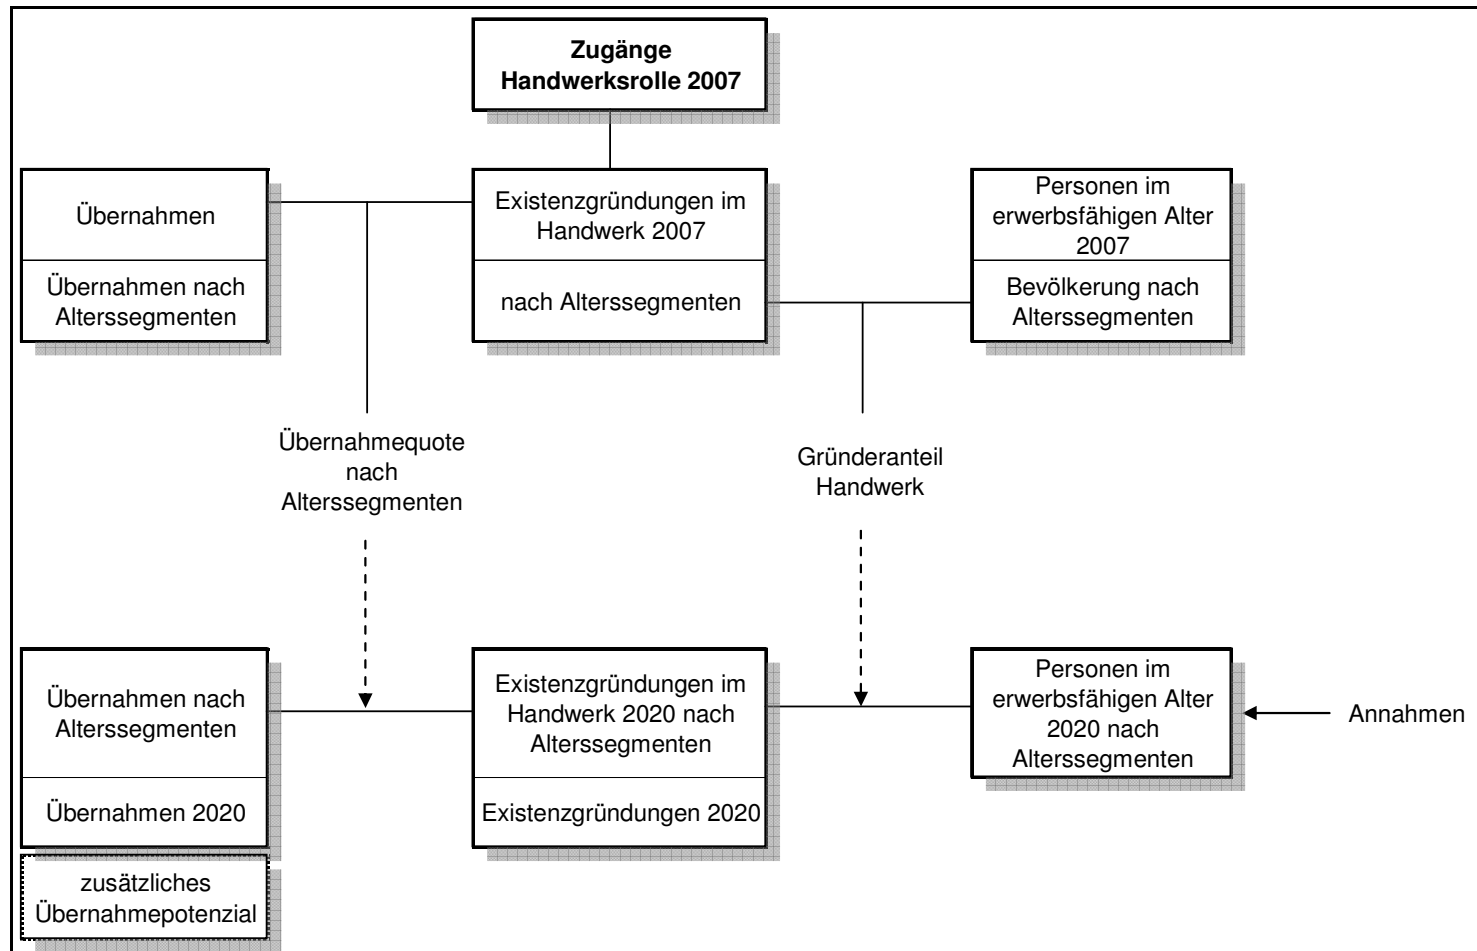 Zugänge
Handwerksrolle 2007
Übernahmen
Übernahmen nach
Alterssegmenten
Existenzgründungen im
Handwerk 2007
nach Alterssegmenten
Personen im
erwerbsfähigen Alter
2007
Bevölkerung nach
Alterssegmenten
Übernahmequote
nach
Alterssegmenten
Gründeranteil
Handwerk
Übernahmen nach
Alterssegmenten
Übernahmen 2020
zusätzliches
Übernahmepotenzial
Existenzgründungen im
Handwerk 2020 nach
Alterssegmenten
Existenzgründungen 2020
Personen im
erwerbsfähigen Alter
2020 nach
Alterssegmenten
Annahmen